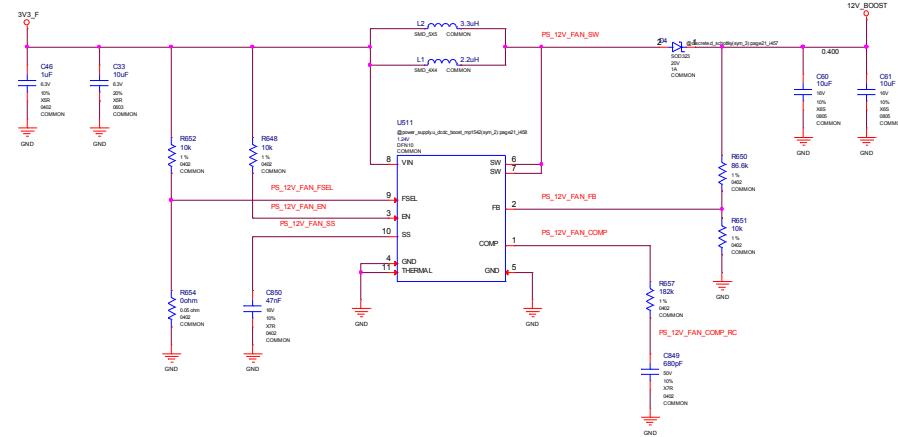 3V3_F
12V_BOOST
L2
3.3uH
SMD_5X5
COMMON
PS_12V_FAN_SW
L1
2.2uH
SMD_4X4
COMMON
2
D4
1
SOD323
20V
1A
COMMON
0.400
C46
1uF
6.3V
10%
X5R
0402
COMMON
GND
C33
10uF
6.3V
20%
X5R
0603
COMMON
GND
C60
10uF
16V
10%
X6S
0805
COMMON
GND
C61
10uF
16V
10%
X6S
0805
COMMON
GND
R652
10k
1 %
0402
COMMON
R648
10k
1 %
0402
COMMON
U511
@power_supply.u_dcdc_boost_mp1542(sym_2):page21_i458
1.24V
DFN10
COMMON
8
VIN
SW
6
SW
7
PS_12V_FAN_FSEL
9
FSEL
PS_12V_FAN_EN
3
EN
PS_12V_FAN_SS
10
SS
FB
2
PS_12V_FAN_FB
COMP
1
PS_12V_FAN_COMP
4
GND
11
THERMAL
GND
5
GND
GND
R650
86.6k
1 %
0402
COMMON
R651
10k
1 %
0402
COMMON
GND
R654
0ohm
0.05 ohm
0402
COMMON
GND
C850
47nF
16V
10%
X7R
0402
COMMON
GND
R657
182k
1 %
0402
COMMON
PS_12V_FAN_COMP_RC
C849
680pF
50V
10%
X7R
0402
COMMON
GND